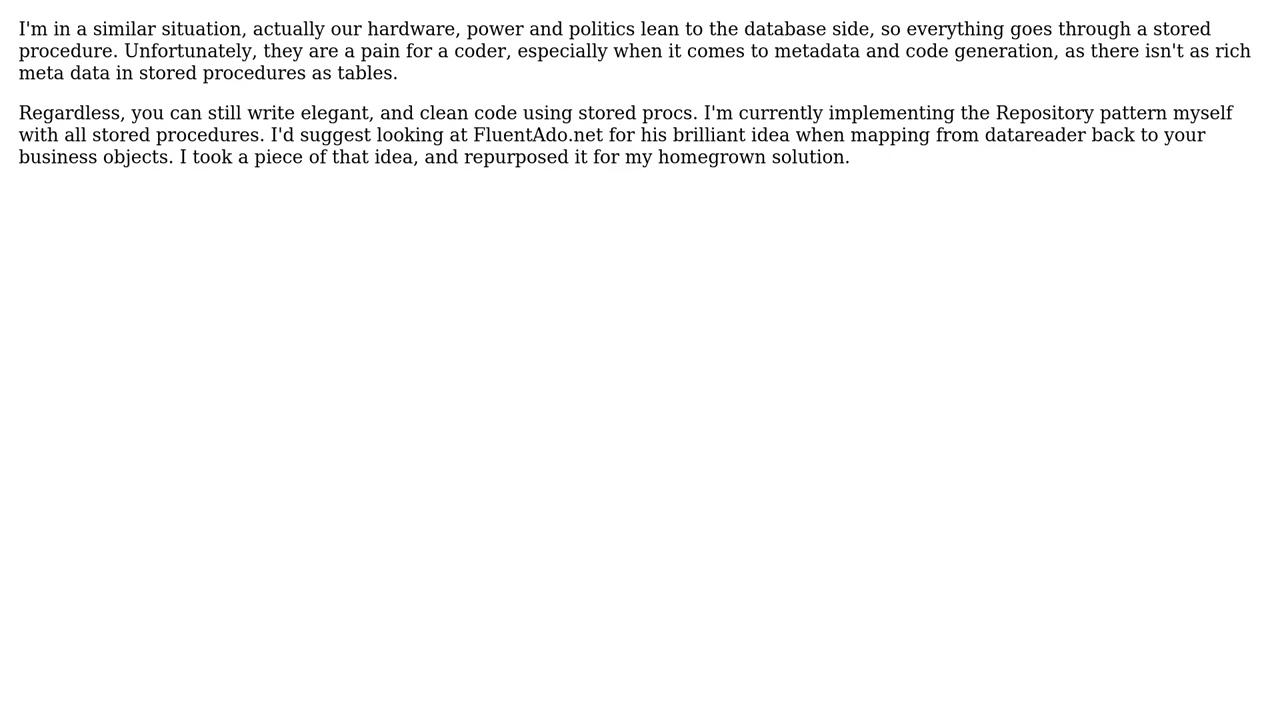 I'm in a similar situation, actually our hardware, power and politics lean to the database side, so everything goes through a stored
procedure. Unfortunately, they are a pain for a coder, especially when it comes to metadata and code generation, as there isn't as rich
meta data in stored procedures as tables.
Regardless, you can still write elegant, and clean code using stored procs. I'm currently implementing the Repository pattern myself
with all stored procedures. I'd suggest looking at FluentAdo.net for his brilliant idea when mapping from datareader back to your
business objects. I took a piece of that idea, and repurposed it for my homegrown solution.